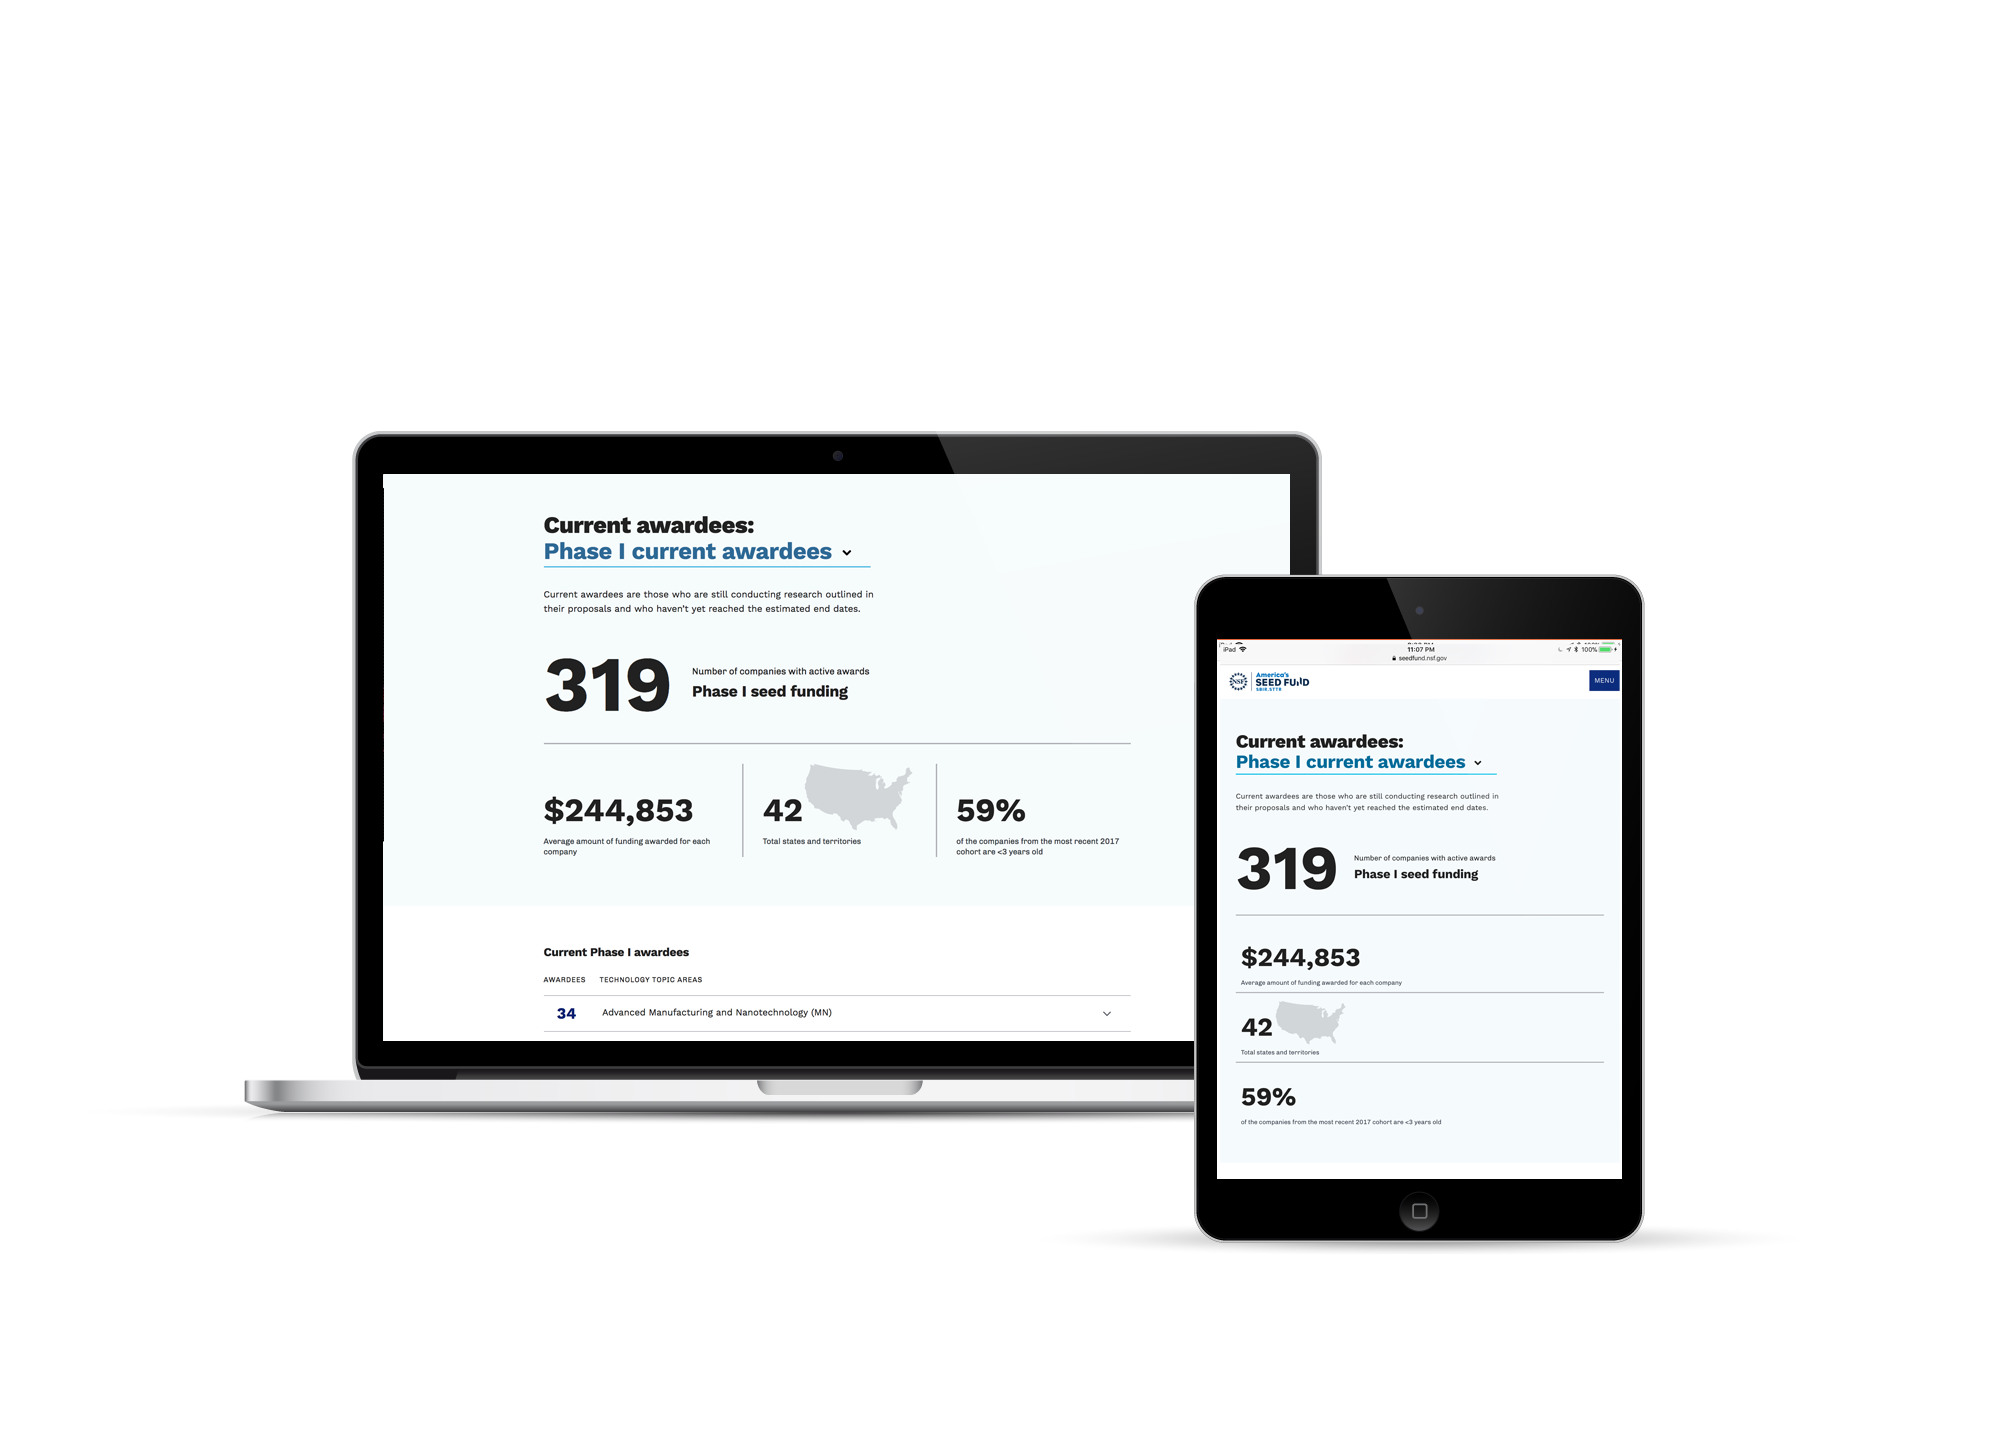 Current awardees:
Phase I current awardees
Current awardees are those who are still conducting research outlined in
their proposals and who haven't yet reached the estimated end dates.
319
Number of companies with active awards
Phase I seed funding
$244,853
Average amount of funding awarded for each
company
42
Total states and territories
59%
of the companies from the most recent 2017
cohort are <3 years old
Current Phase I awardees
AWARDEES TECHNOLOGY TOPIC AREAS
34 Advanced Manufacturing and Nanotechnology (MN)
iPad 11:07 PM 100%
seedfund.nsf.gov
NSF
America's
SEED FUND
SBIR.STTR
MENU
Current awardees:
Phase I current awardees
Current awardees are those who are still conducting research outlined in
their proposals and who haven't yet reached the estimated end dates.
319
Number of companies with active awards
Phase I seed funding
$244,853
Average amount of funding awarded for each company
42
Total states and territories
59%
of the companies from the most recent 2017 cohort are <3 years old